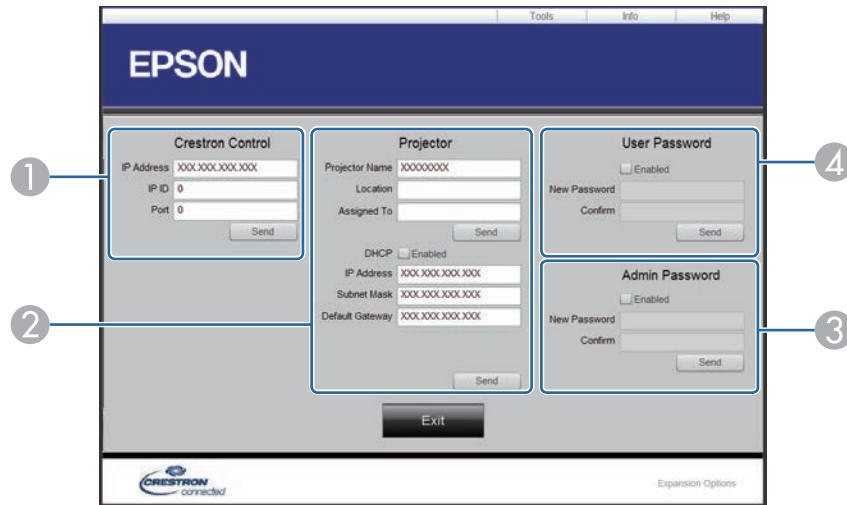 Tools Info Help
EPSON
Crestron Control
IP Address XXX.XXX.XXX.XXX
IP ID 0
Port 0
Send
1
2
Projector
Projector Name XXXXXXXX
Location
Assigned To
Send
DHCP Enabled
IP Address XXX.XXX.XXX.XXX
Subnet Mask XXX.XXX.XXX.XXX
Default Gateway XXX.XXX.XXX.XXX
Send
User Password
Enabled
New Password
Confirm
Send
4
Admin Password
Enabled
New Password
Confirm
Send
3
Exit
CRESTRON
connected
Expansion Options